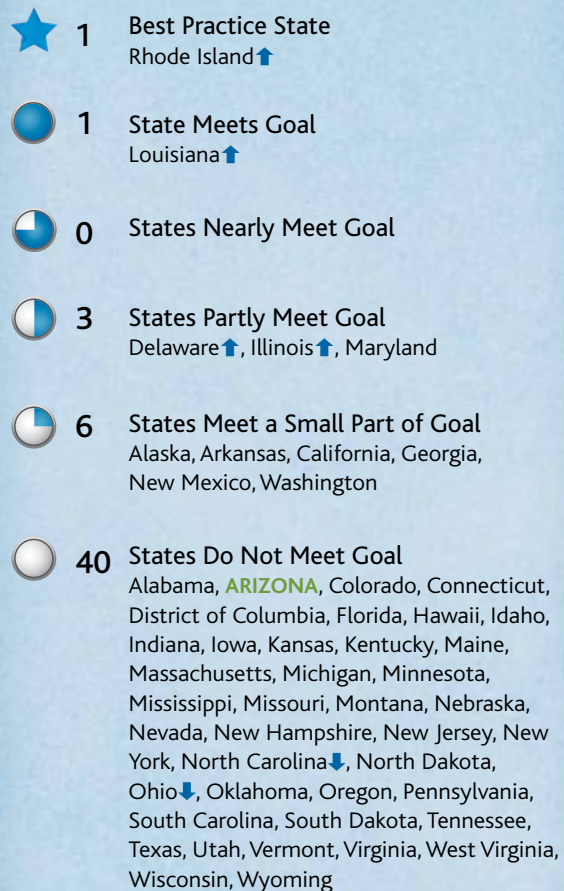 1 Best Practice State
Rhode Island⬆
1 State Meets Goal
Louisiana⬆
0 States Nearly Meet Goal
3 States Partly Meet Goal
Delaware⬆, Illinois⬆, Maryland
6 States Meet a Small Part of Goal
Alaska, Arkansas, California, Georgia,
New Mexico, Washington
40 States Do Not Meet Goal
Alabama, ARIZONA, Colorado, Connecticut,
District of Columbia, Florida, Hawaii, Idaho,
Indiana, Iowa, Kansas, Kentucky, Maine,
Massachusetts, Michigan, Minnesota,
Mississippi, Missouri, Montana, Nebraska,
Nevada, New Hampshire, New Jersey, New
York, North Carolina⬇, North Dakota,
Ohio⬇, Oklahoma, Oregon, Pennsylvania,
South Carolina, South Dakota, Tennessee,
Texas, Utah, Vermont, Virginia, West Virginia,
Wisconsin, Wyoming